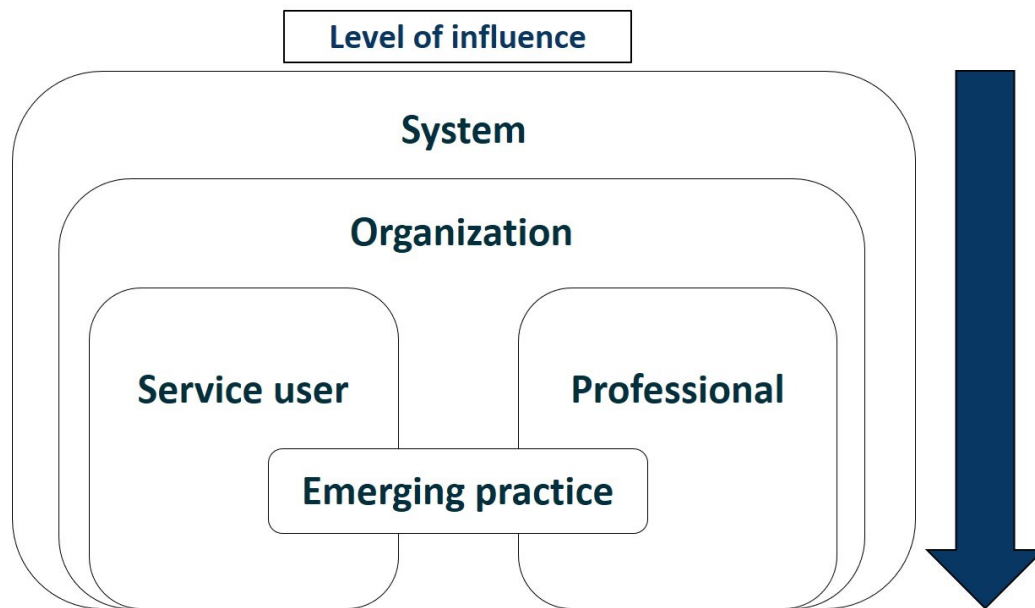 Level of influence
System
Organization
Service user
Professional
Emerging practice